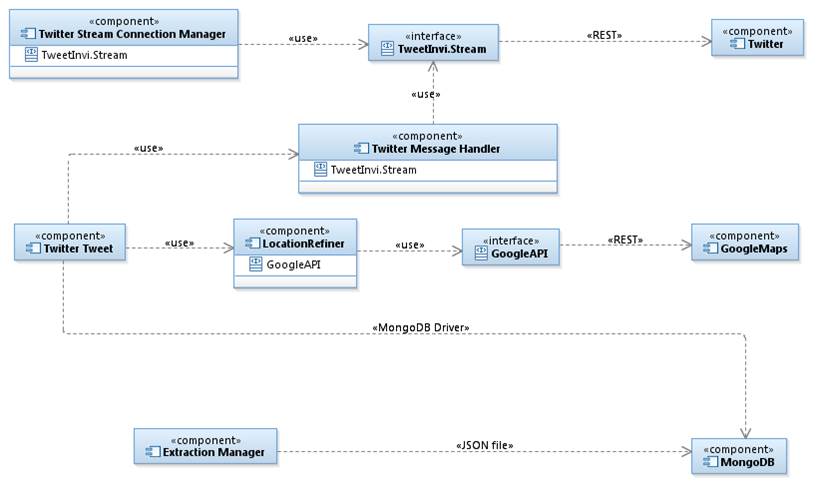 «component»
Twitter Stream Connection Manager
TweetInvi.Stream
«use»
«interface»
TweetInvi.Stream
«REST»
«component»
Twitter
«use»
«component»
Twitter Message Handler
TweetInvi.Stream
«use»
«component»
Twitter Tweet
«use»
«component»
LocationRefiner
GoogleAPI
«use»
«interface»
GoogleAPI
«REST»
«component»
GoogleMaps
«MongoDB Driver»
«component»
Extraction Manager
«JSON file»
«component»
MongoDB